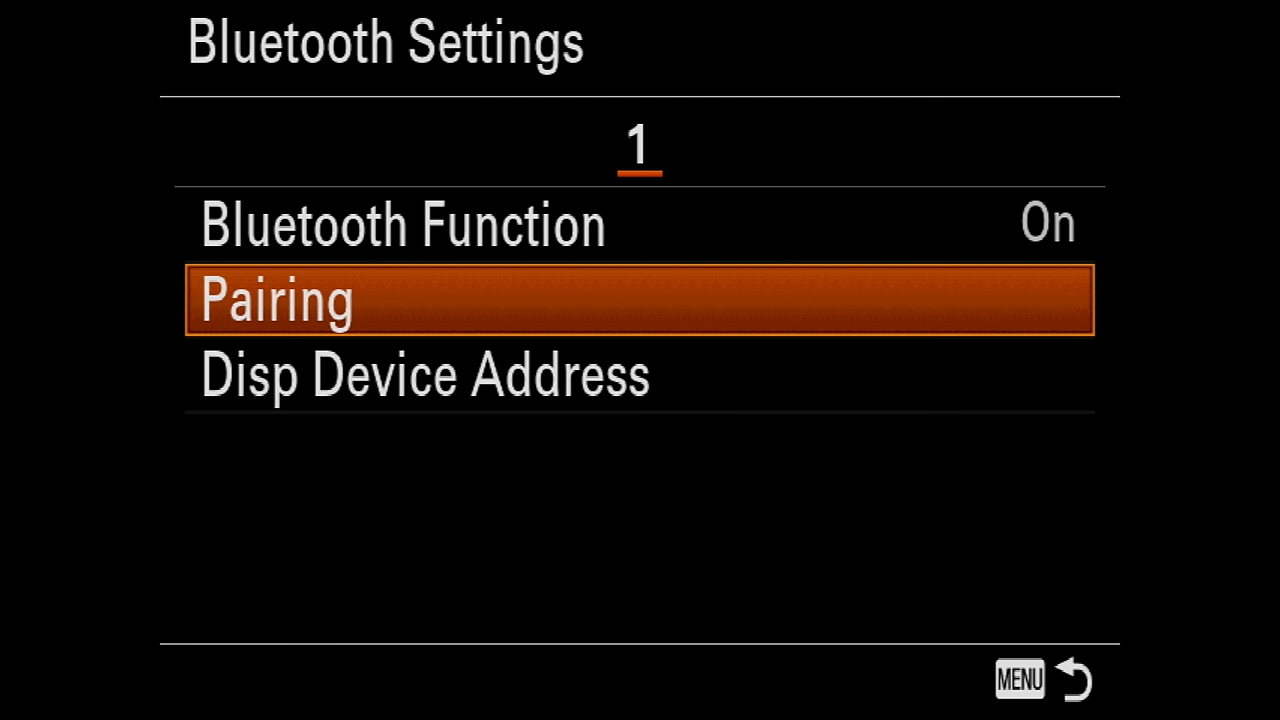 Bluetooth Settings
1
Bluetooth Function On
Pairing
Disp Device Address
MENU